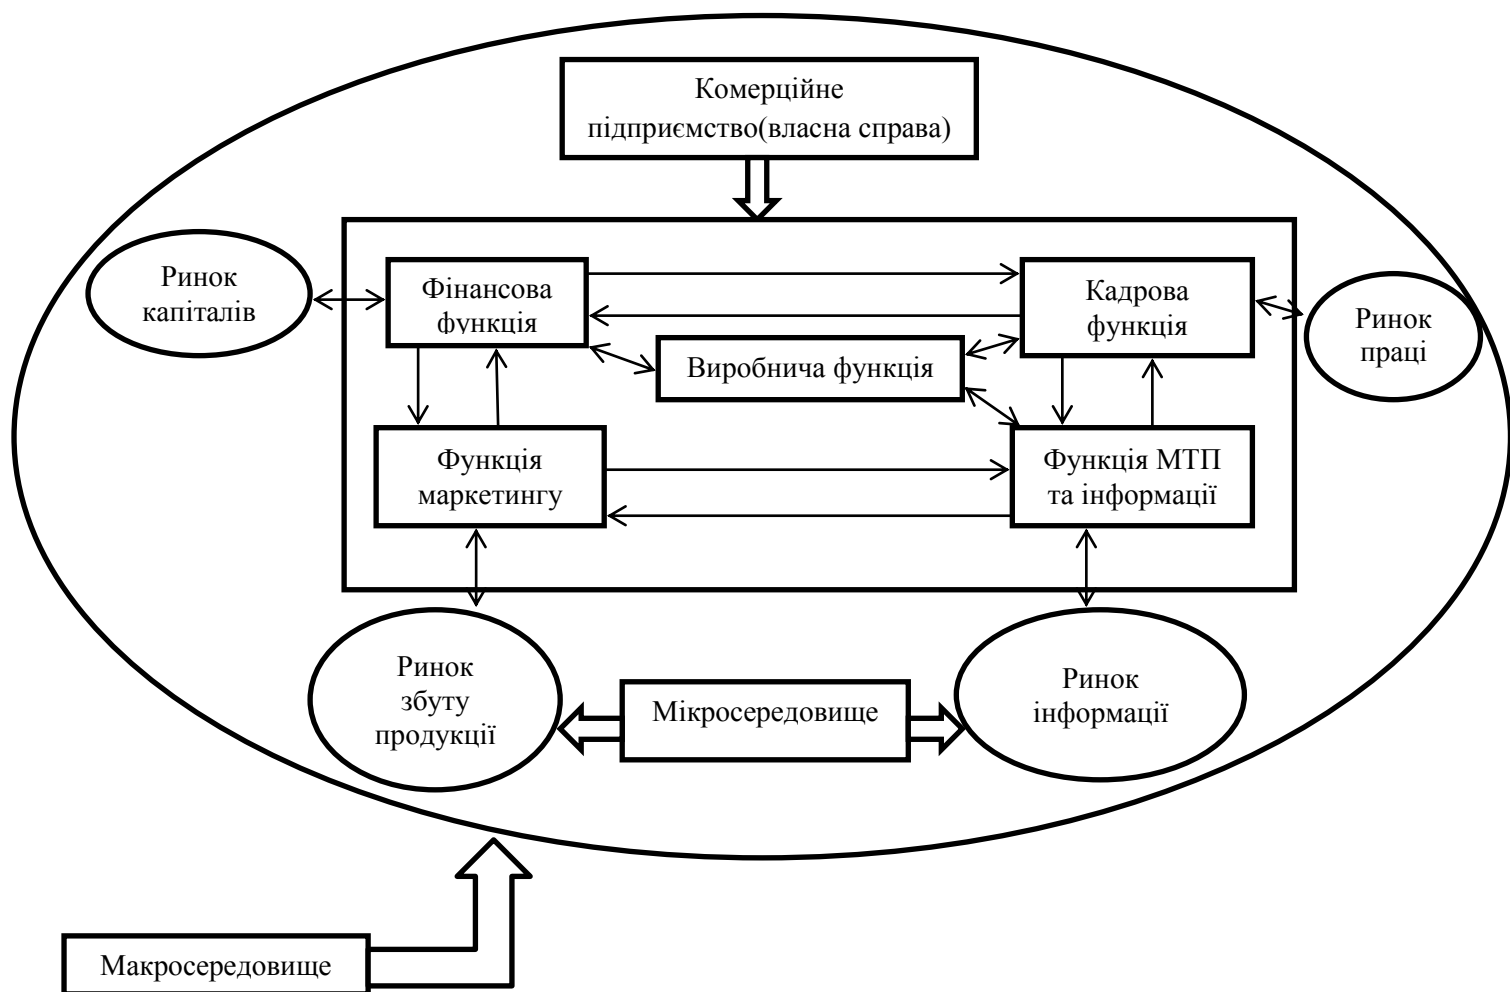 Комерційне
підприємство(власна справа)
Ринок
капіталів
Фінансова
функція
Кадрова
функція
Ринок
праці
Виробнича функція
Функція
маркетингу
Функція МТП
та інформації
Ринок
збуту
продукції
Мікросередовище
Ринок
інформації
Макросередовище